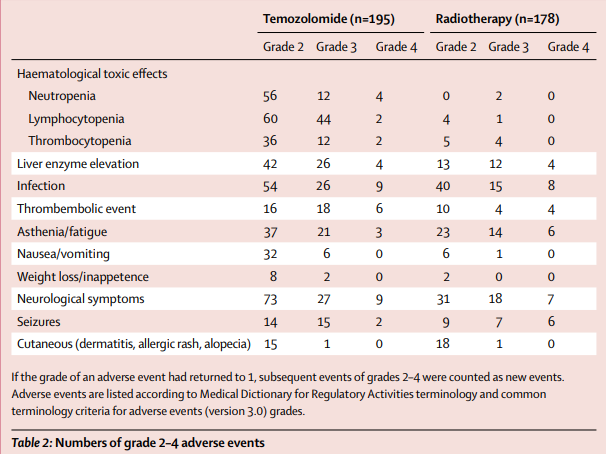 Temozolomide (n=195) Radiotherapy (n=178)
Grade 2 Grade 3 Grade 4 Grade 2 Grade 3 Grade 4
Haematological toxic effects
Neutropenia 56 12 4 0 2 0
Lymphocytopenia 60 44 2 4 1 0
Thrombocytopenia 36 12 2 5 4 0
Liver enzyme elevation 42 26 4 13 12 4
Infection 54 26 9 40 15 8
Thrombembolic event 16 18 6 10 4 4
Asthenia/fatigue 37 21 3 23 14 6
Nausea/vomiting 32 6 0 6 1 0
Weight loss/inappetence 8 2 0 2 0 0
Neurological symptoms 73 27 9 31 18 7
Seizures 14 15 2 9 7 6
Cutaneous (dermatitis, allergic rash, alopecia) 15 1 0 18 1 0
If the grade of an adverse event had returned to 1, subsequent events of grades 2–4 were counted as new events.
Adverse events are listed according to Medical Dictionary for Regulatory Activities terminology and common
terminology criteria for adverse events (version 3.0) grades.
Table 2: Numbers of grade 2–4 adverse events